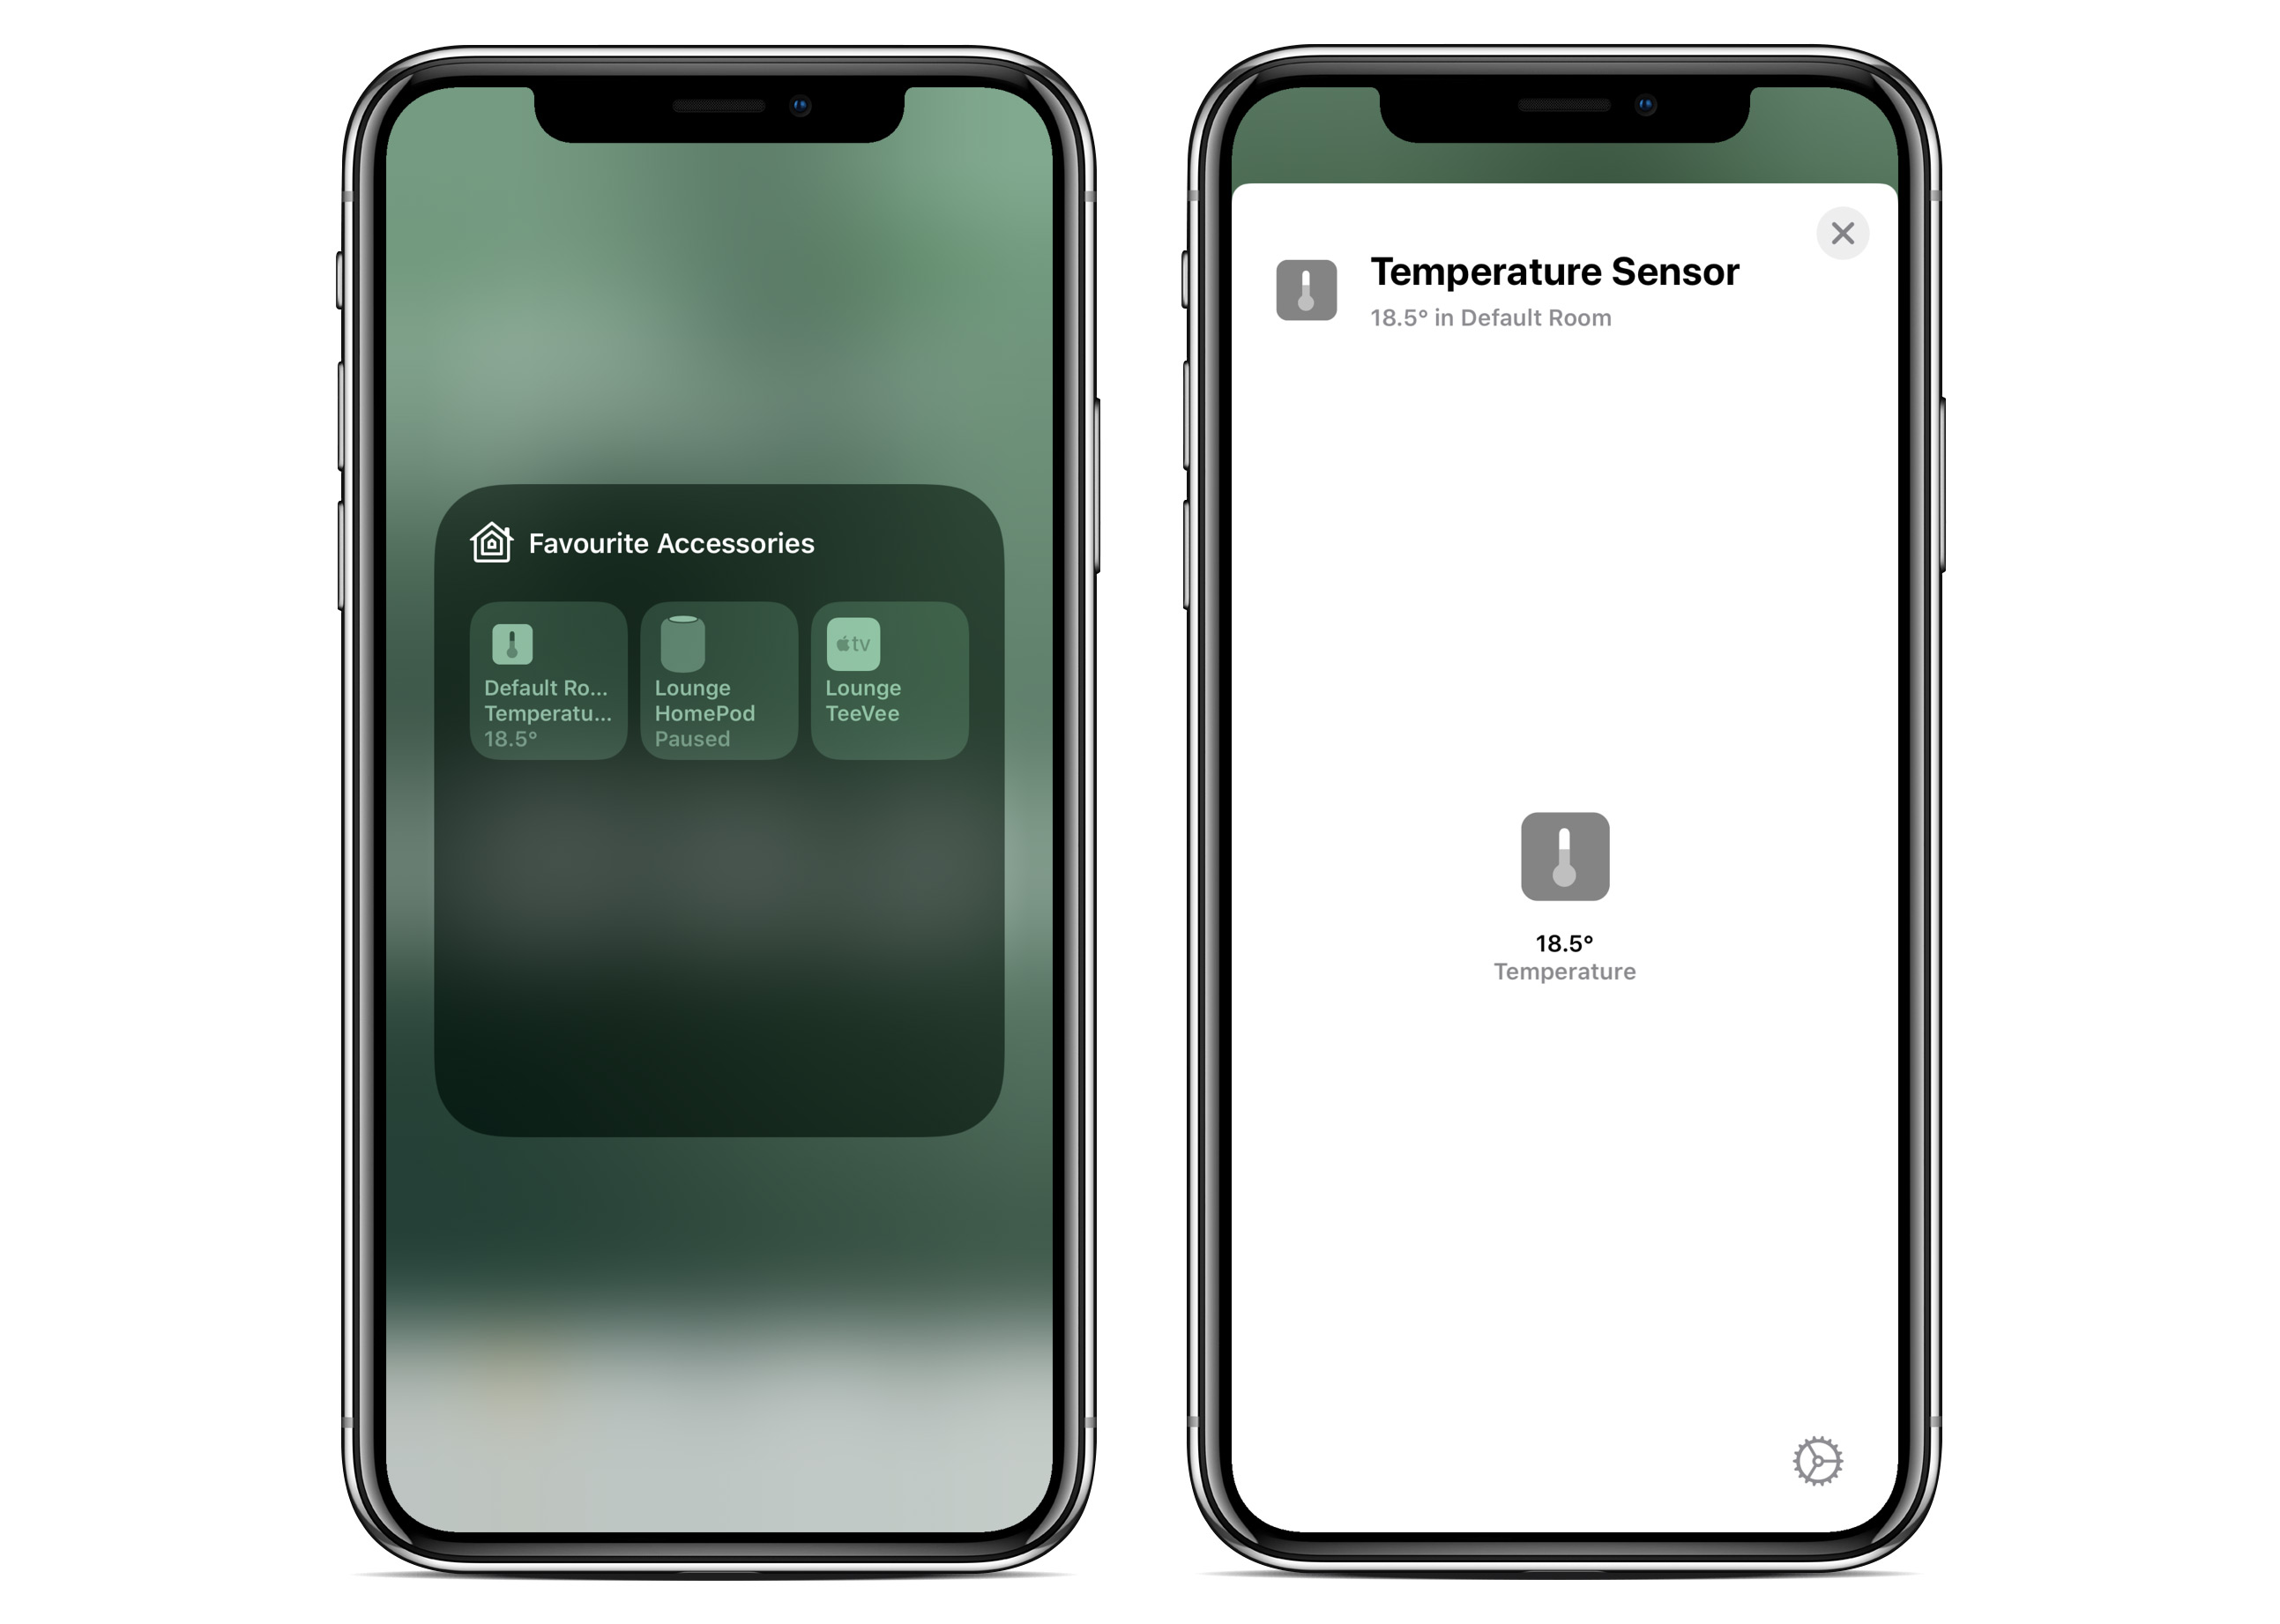 Favourite Accessories
Default Ro...
Temperatu...
18.5°
Lounge
HomePod
Paused
tv
Lounge
TeeVee
Temperature Sensor
18.5° in Default Room
18.5°
Temperature